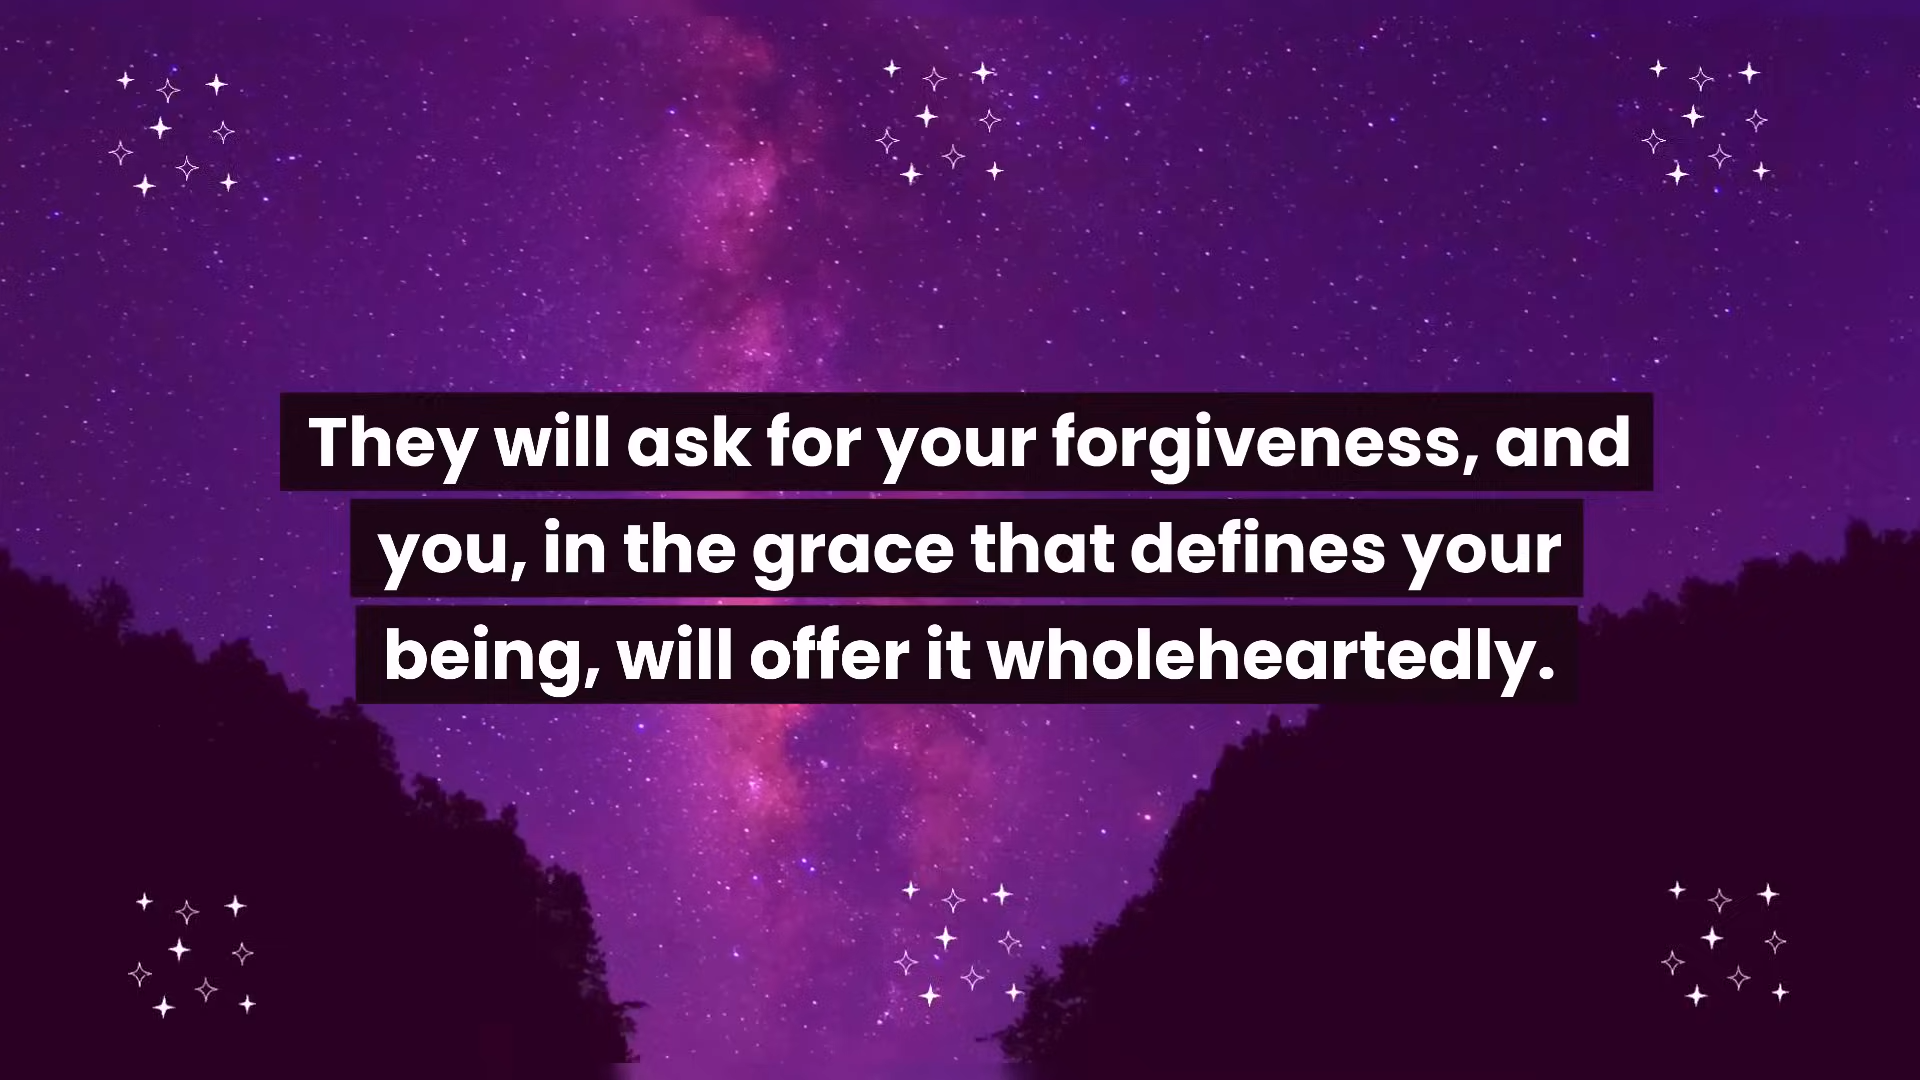 They will ask for your forgiveness, and
you, in the grace that defines your
being, will offer it wholeheartedly.